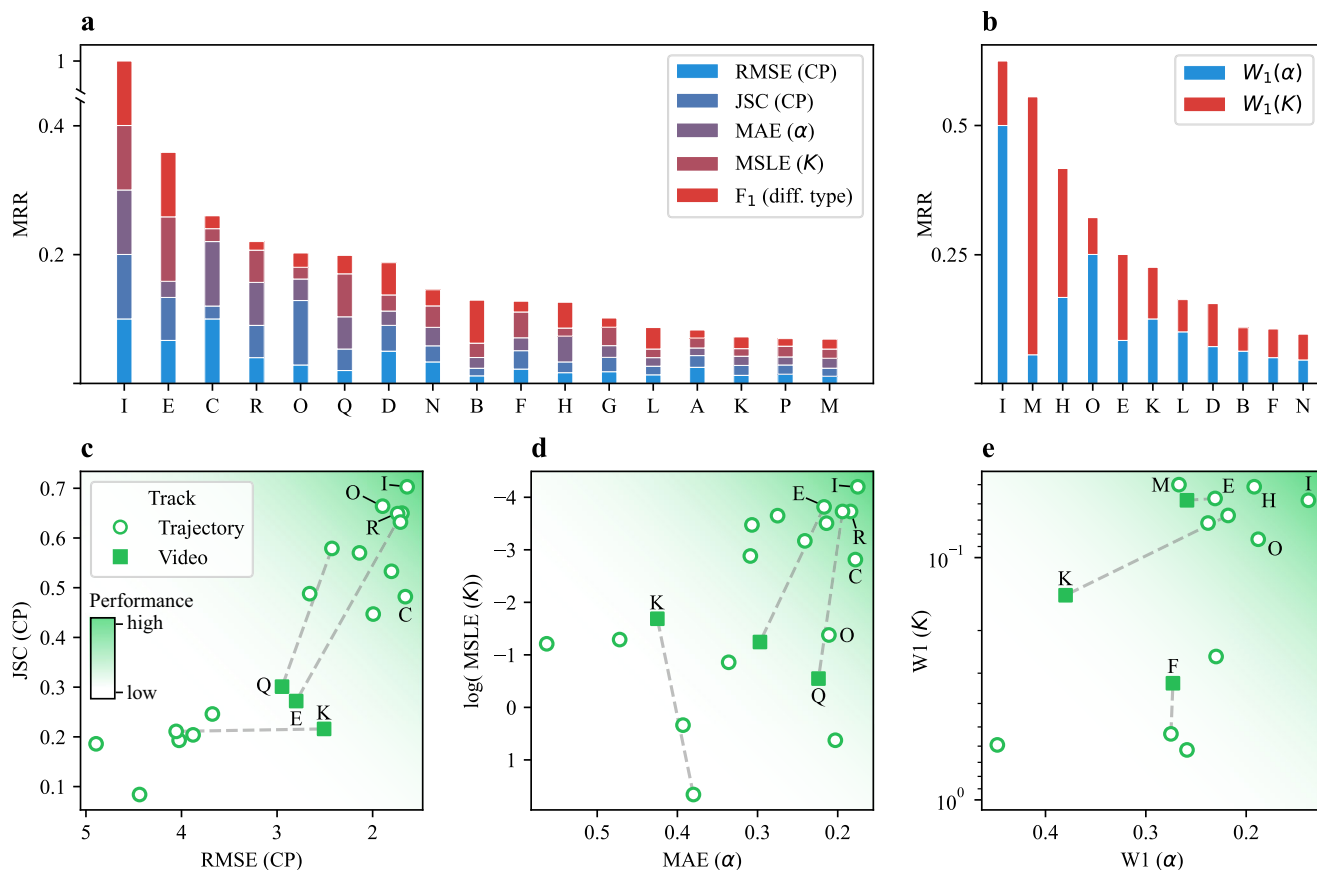 a
1
0.4
0.2
MRR
RMSE (CP)
JSC (CP)
MAE (α)
MSLE (K)
F1 (diff. type)
I E C R O Q D N B F H G L A K P M
b
0.5
0.25
MRR
W1(α)
W1(K)
I M H O E K L D B F N
c
0.7
0.6
0.5
0.4
0.3
0.2
0.1
JSC (CP)
Track
Trajectory
Video
Performance
high
low
I
O
R
C
Q
E
K
5 4 3 2
RMSE (CP)
d
−4
−3
−2
−1
0
1
log( MSLE (K))
I
E
R
C
K
O
Q
0.5 0.4 0.3 0.2
MAE (α)
e
10−1
100
W1 (K)
M
E
H
I
O
K
F
0.4 0.3 0.2
W1 (α)